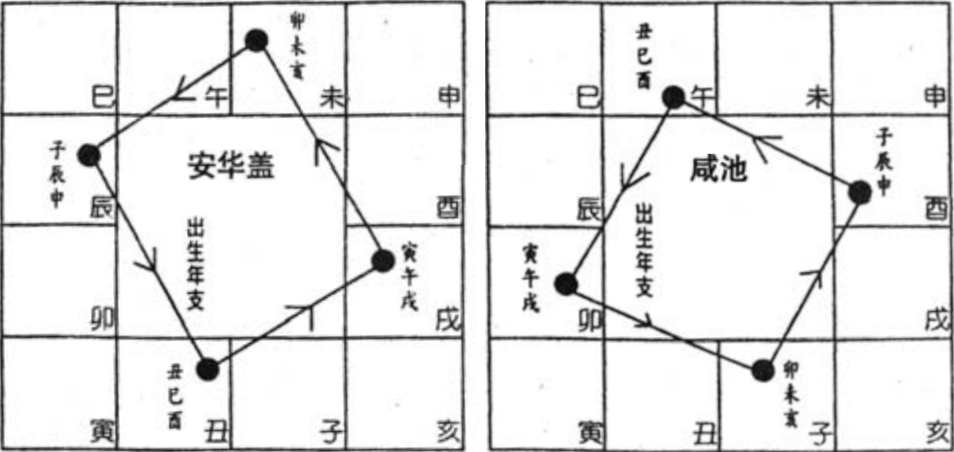 卯未亥
巳
午
未
申
子辰申
安华盖
辰
酉
出生年支
寅午戌
卯
戌
丑巳酉
寅
丑
子
亥
丑巳酉
巳
午
未
申
子辰申
咸池
辰
酉
出生年支
寅午戌
卯
戌
卯未亥
寅
丑
子
亥